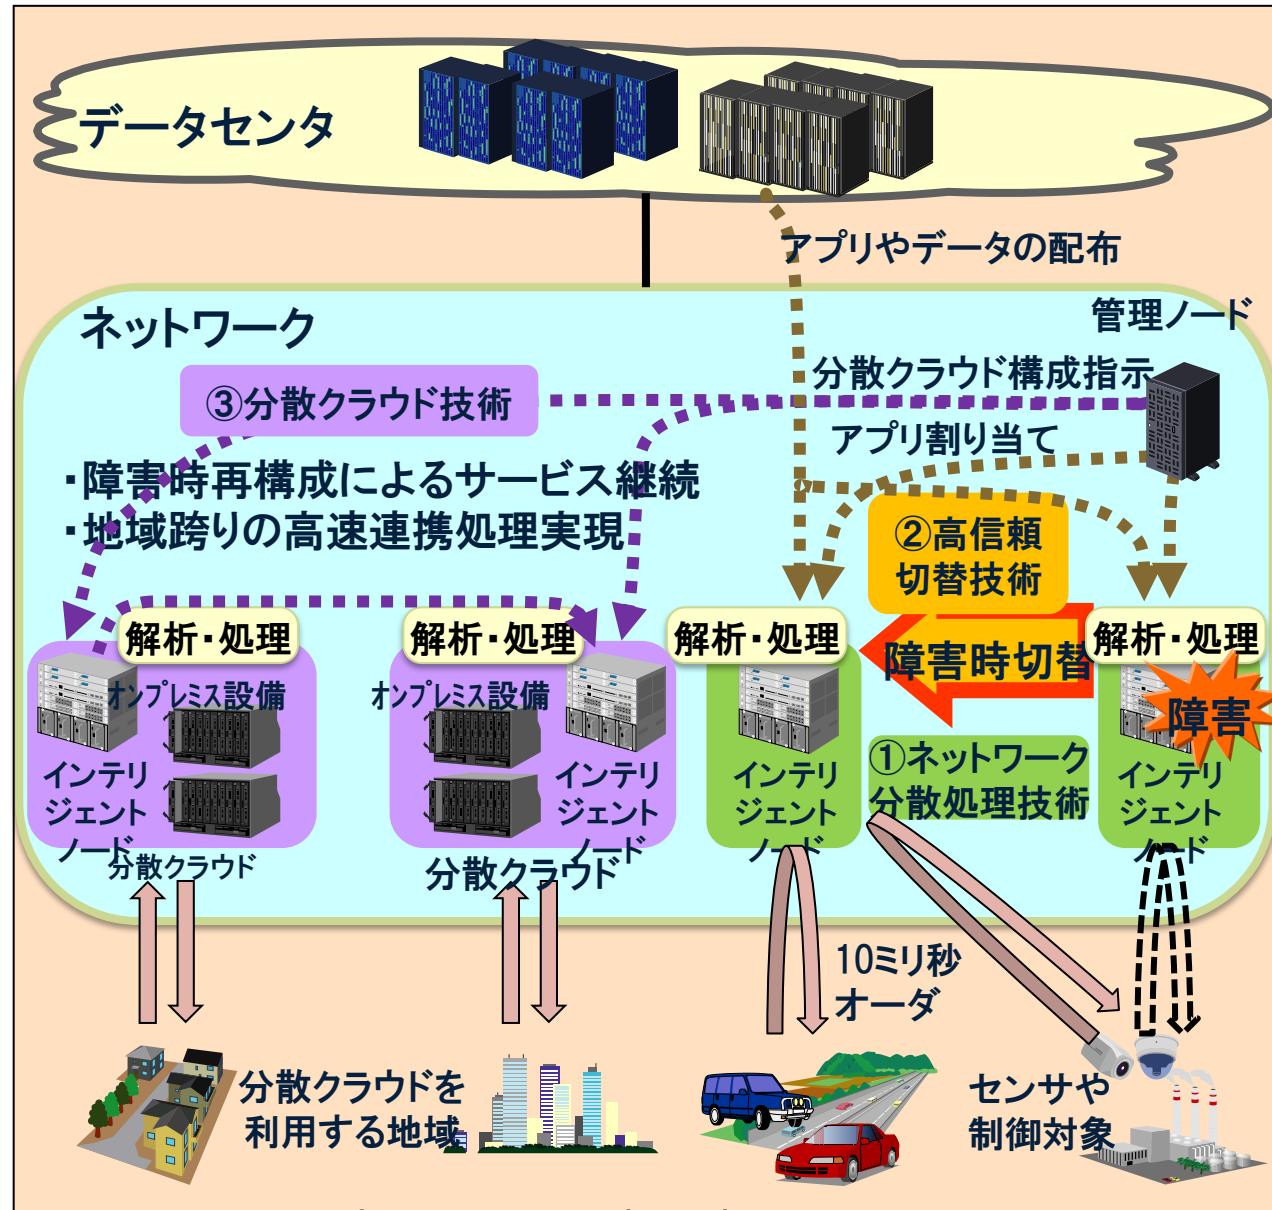 データセンタ
アプリやデータの配布
ネットワーク
管理ノード
分散クラウド構成指示
③分散クラウド技術
アプリ割り当て
・障害時再構成によるサービス継続
・地域跨りの高速連携処理実現
②高信頼
切替技術
解析・処理
解析・処理
解析・処理
障害時切替
解析・処理
オンプレミス設備
オンプレミス設備
障害
インテリ
ジェント
ノード
インテリ
ジェント
ノード
インテリ
ジェント
ノード
①ネットワーク
分散処理技術
インテリ
ジェント
ノード
分散クラウド
分散クラウド
10ミリ秒
オーダ
分散クラウドを
利用する地域
センサや
制御対象